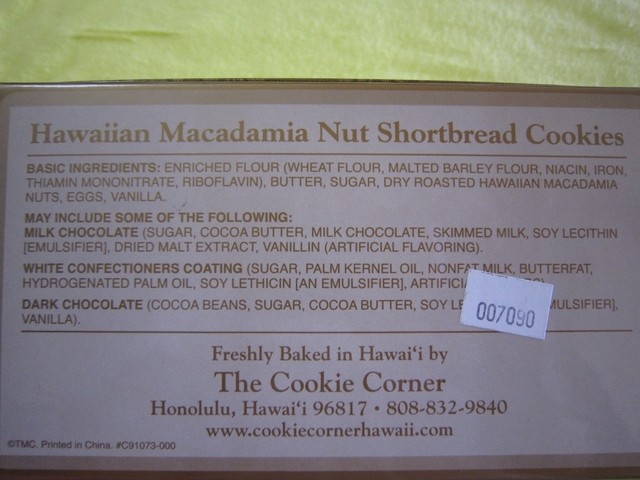 Hawaiian Macadamia Nut Shortbread Cookies
BASIC INGREDIENTS: ENRICHED FLOUR (WHEAT FLOUR, MALTED BARLEY FLOUR, NIACIN, IRON,
THIAMIN MONONITRATE, RIBOFLAVIN), BUTTER, SUGAR, DRY ROASTED HAWAIIAN MACADAMIA
NUTS, EGGS, VANILLA.
MAY INCLUDE SOME OF THE FOLLOWING:
MILK CHOCOLATE (SUGAR, COCOA BUTTER, MILK CHOCOLATE, SKIMMED MILK, SOY LECITHIN
[EMULSIFIER], DRIED MALT EXTRACT, VANILLIN (ARTIFICIAL FLAVORING).
WHITE CONFECTIONERS COATING (SUGAR, PALM KERNEL OIL, NONFAT MILK, BUTTERFAT,
HYDROGENATED PALM OIL, SOY LETHICIN [AN EMULSIFIER],
DARK CHOCOLATE (COCOA BEANS, SUGAR, COCOA BUTTER, SOY
VANILLA).
007090
Freshly Baked in Hawai‘i by
The Cookie Corner
Honolulu, Hawai‘i 96817 • 808-832-9840
www.cookiecornerhawaii.com
©TMC. Printed in China. #C91073-000